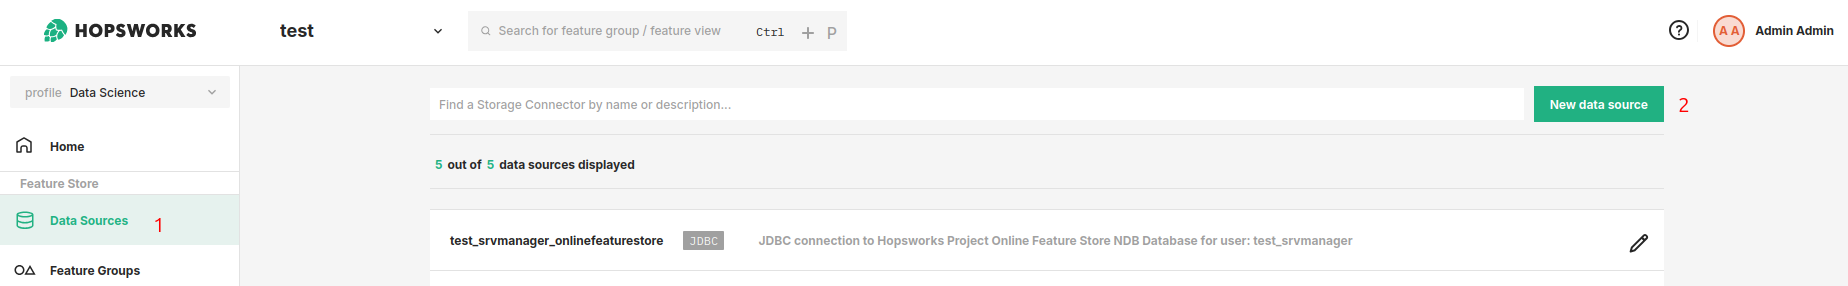 HOPSWORKS
test
Search for feature group / feature view Ctrl + P
A A Admin Admin
profile Data Science
Find a Storage Connector by name or description...
New data source 2
Home
5 out of 5 data sources displayed
Feature Store
Data Sources 1
test_srvmanager_onlinefeaturestore JDBC JDBC connection to Hopsworks Project Online Feature Store NDB Database for user: test_srvmanager
Feature Groups